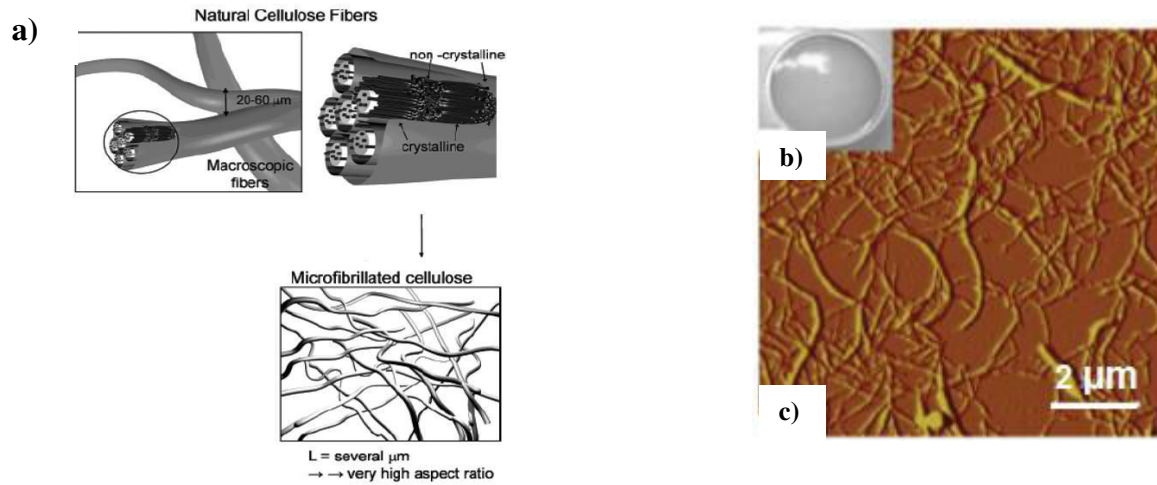 a)
Natural Cellulose Fibers
20-60 μm
Macroscopic
fibers
non -crystalline
crystalline
Microfibrillated cellulose
L = several μm
→ → very high aspect ratio
b)
c)
2 μm